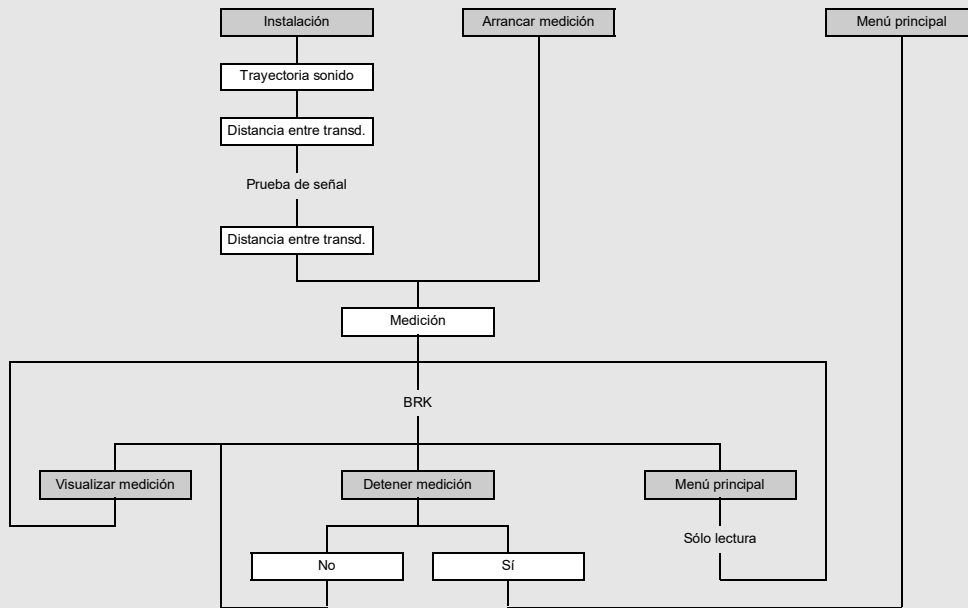 Instalación
Arrancar medición
Menú principal
Trayectoria sonido
Distancia entre transd.
Prueba de señal
Distancia entre transd.
Medición
BRK
Visualizar medición
Detener medición
Menú principal
Sólo lectura
No
Sí